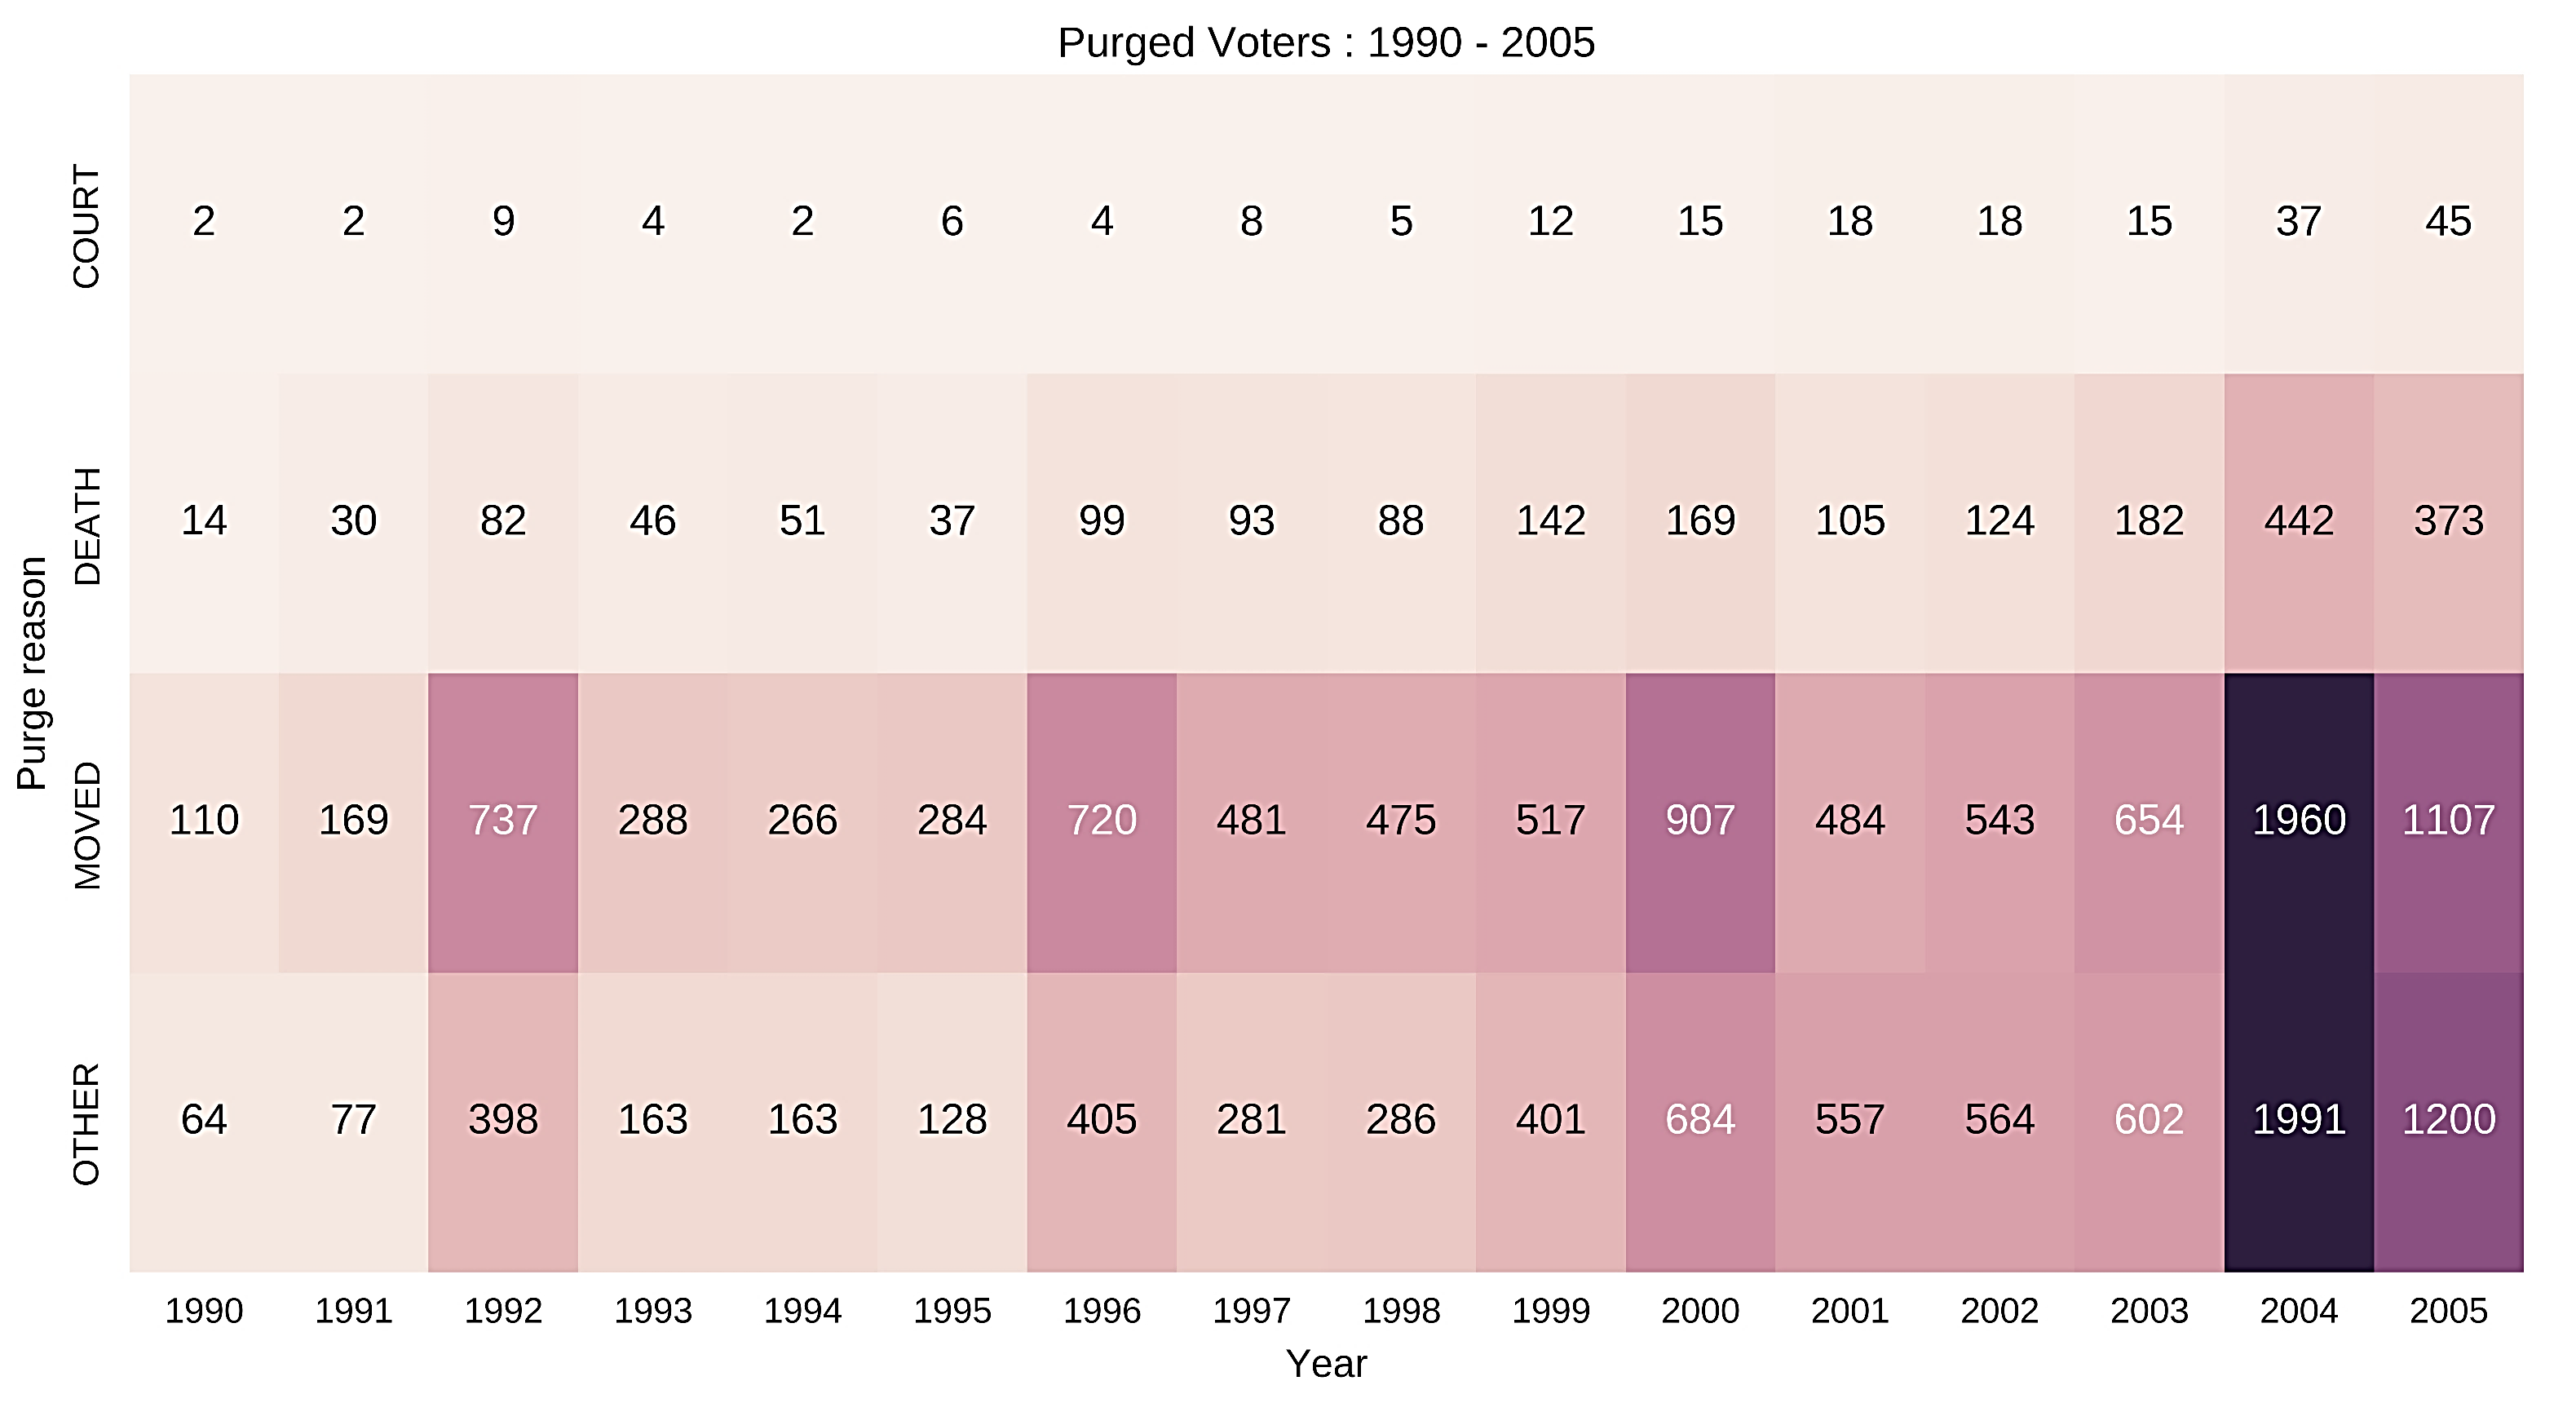 Purged Voters : 1990 - 2005
Purge reason
COURT 2 2 9 4 2 6 4 8 5 12 15 18 18 15 37 45
DEATH 14 30 82 46 51 37 99 93 88 142 169 105 124 182 442 373
MOVED 110 169 737 288 266 284 720 481 475 517 907 484 543 654 1960 1107
OTHER 64 77 398 163 163 128 405 281 286 401 684 557 564 602 1991 1200
1990 1991 1992 1993 1994 1995 1996 1997 1998 1999 2000 2001 2002 2003 2004 2005
Year